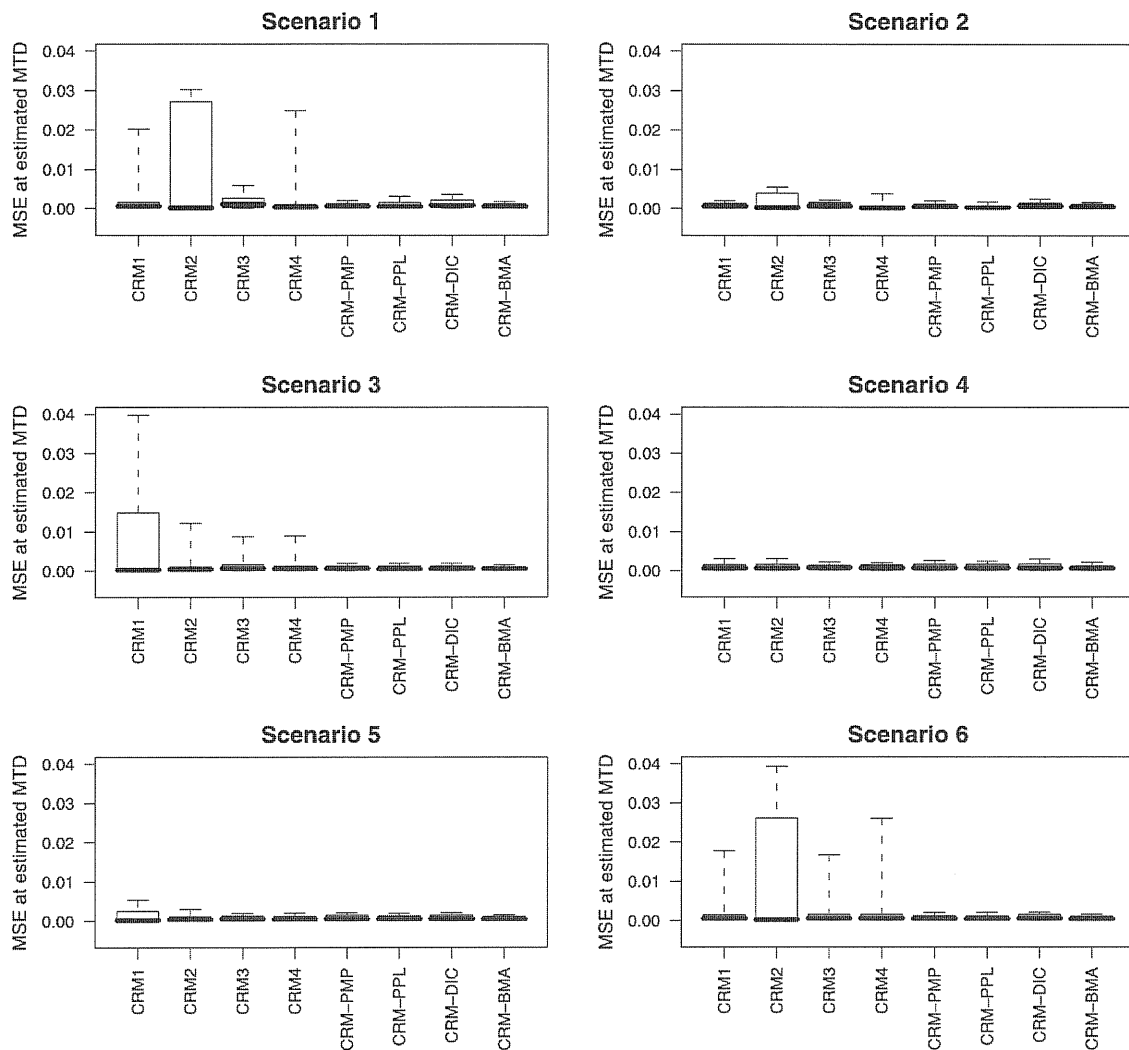 Scenario 1
MSE at estimated MTD
0.04
0.03
0.02
0.01
0.00
CRM1
CRM2
CRM3
CRM4
CRM−PMP
CRM−PPL
CRM−DIC
CRM−BMA
Scenario 2
MSE at estimated MTD
0.04
0.03
0.02
0.01
0.00
CRM1
CRM2
CRM3
CRM4
CRM−PMP
CRM−PPL
CRM−DIC
CRM−BMA
Scenario 3
MSE at estimated MTD
0.04
0.03
0.02
0.01
0.00
CRM1
CRM2
CRM3
CRM4
CRM−PMP
CRM−PPL
CRM−DIC
CRM−BMA
Scenario 4
MSE at estimated MTD
0.04
0.03
0.02
0.01
0.00
CRM1
CRM2
CRM3
CRM4
CRM−PMP
CRM−PPL
CRM−DIC
CRM−BMA
Scenario 5
MSE at estimated MTD
0.04
0.03
0.02
0.01
0.00
CRM1
CRM2
CRM3
CRM4
CRM−PMP
CRM−PPL
CRM−DIC
CRM−BMA
Scenario 6
MSE at estimated MTD
0.04
0.03
0.02
0.01
0.00
CRM1
CRM2
CRM3
CRM4
CRM−PMP
CRM−PPL
CRM−DIC
CRM−BMA